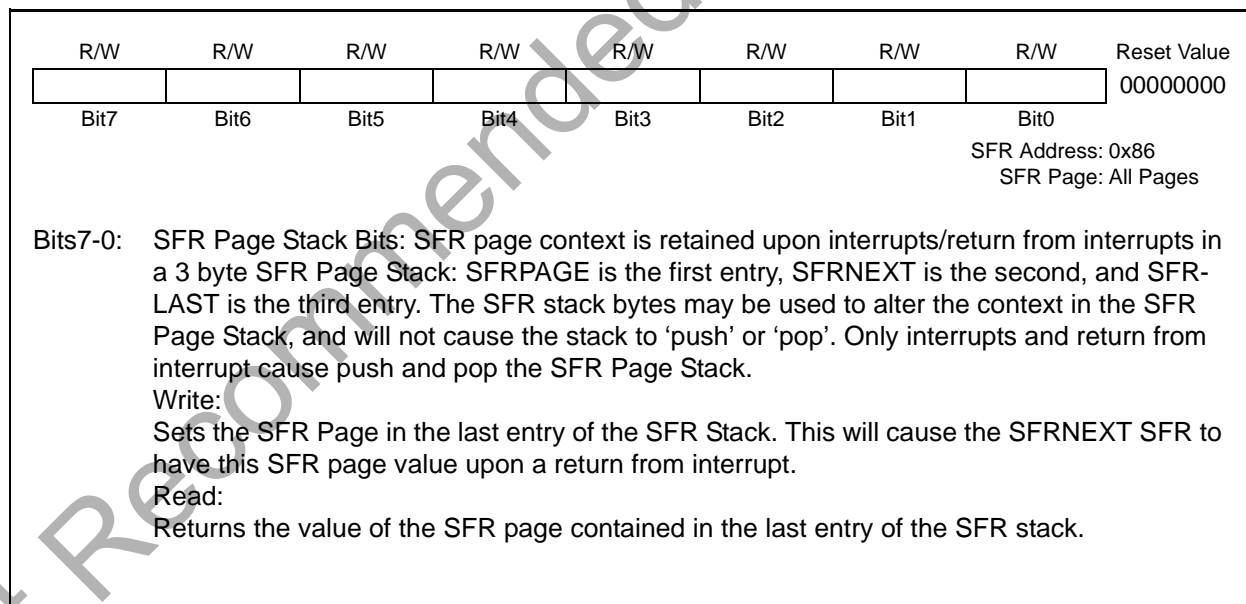 R/W R/W R/W R/W R/W R/W R/W R/W Reset Value
00000000
Bit7 Bit6 Bit5 Bit4 Bit3 Bit2 Bit1 Bit0
SFR Address: 0x86
SFR Page: All Pages
Bits7-0: SFR Page Stack Bits: SFR page context is retained upon interrupts/return from interrupts in
a 3 byte SFR Page Stack: SFRPAGE is the first entry, SFRNEXT is the second, and SFR-
LAST is the third entry. The SFR stack bytes may be used to alter the context in the SFR
Page Stack, and will not cause the stack to ‘push’ or ‘pop’. Only interrupts and return from
interrupt cause push and pop the SFR Page Stack.
Write:
Sets the SFR Page in the last entry of the SFR Stack. This will cause the SFRNEXT SFR to
have this SFR page value upon a return from interrupt.
Read:
Returns the value of the SFR page contained in the last entry of the SFR stack.
Recommended